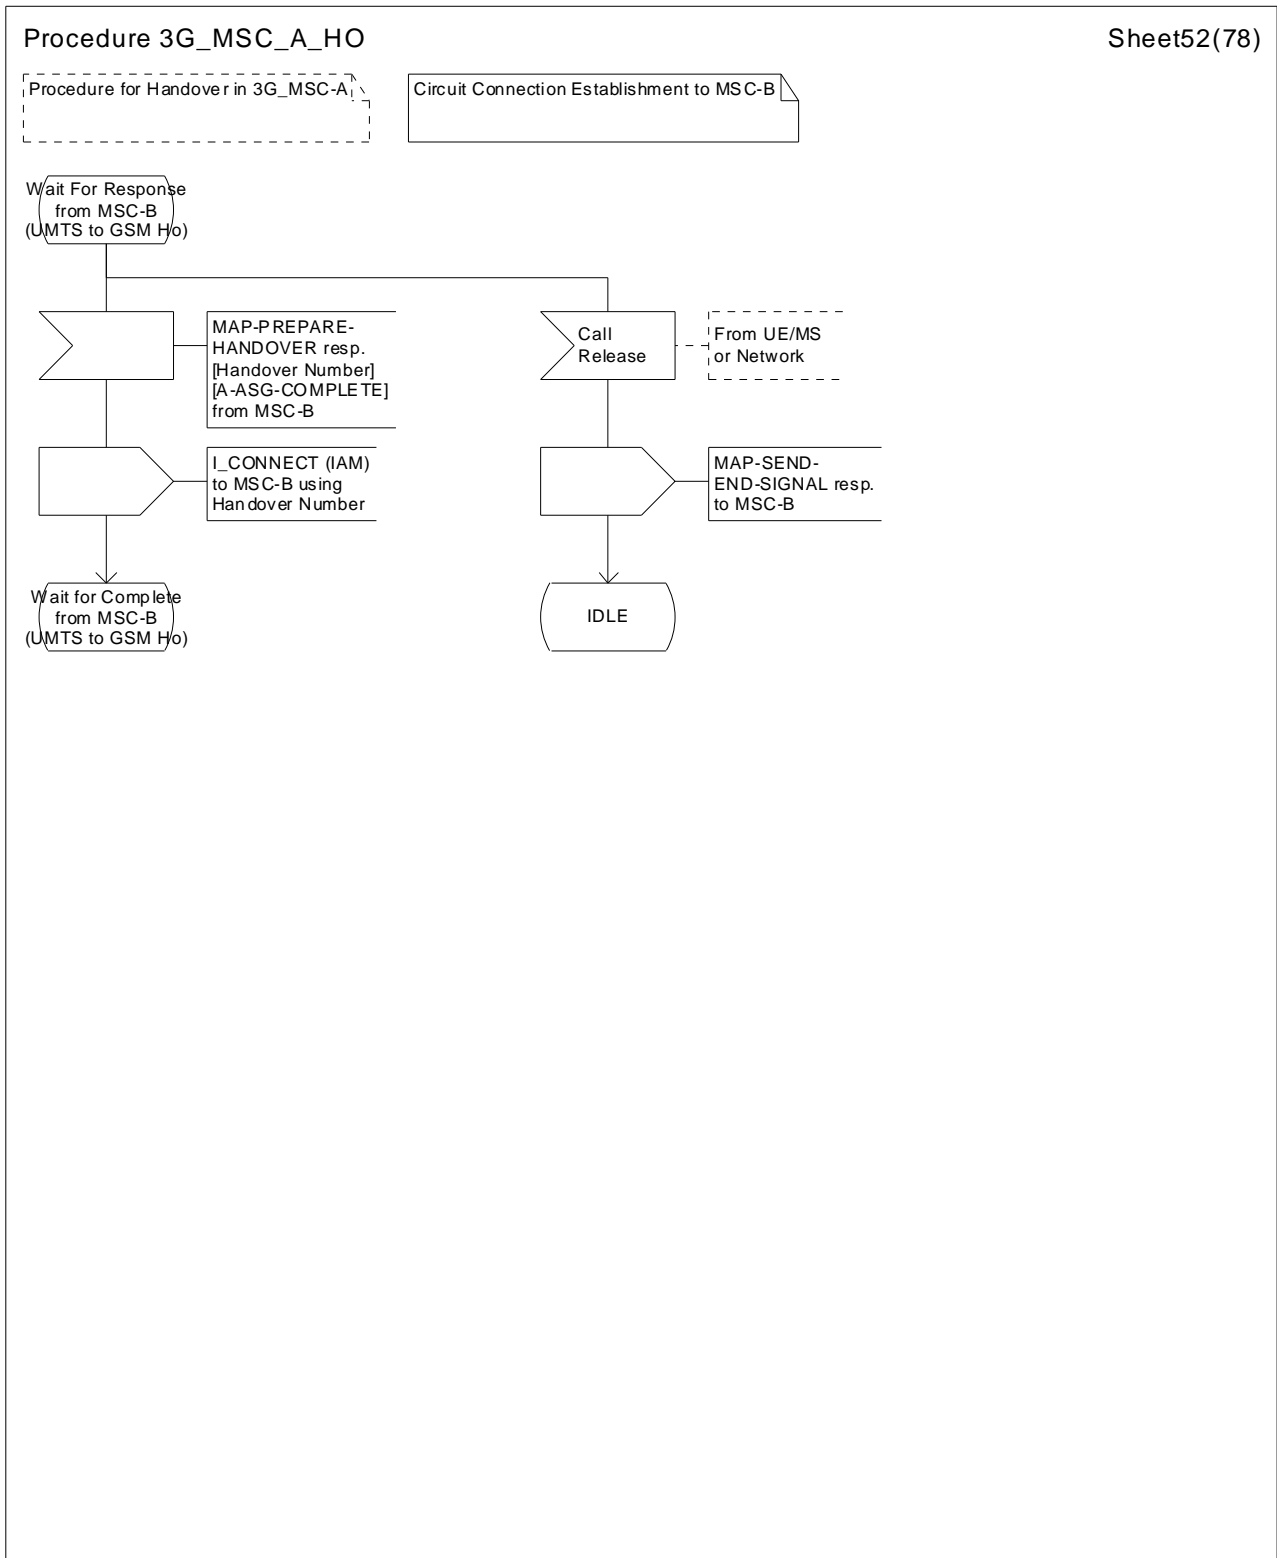 Procedure 3G_MSC_A_HO
Sheet52(78)
Procedure for Handover in 3G_MSC-A
Circuit Connection Establishment to MSC-B
Wait For Response
from MSC-B
(UMTS to GSM Ho)
MAP-PREPARE-
HANDOVER resp.
[Handover Number]
[A-ASG-COMPLETE]
from MSC-B
Call
Release
From UE/MS
or Network
I_CONNECT (IAM)
to MSC-B using
Handover Number
MAP-SEND-
END-SIGNAL resp.
to MSC-B
Wait for Complete
from MSC-B
(UMTS to GSM Ho)
IDLE